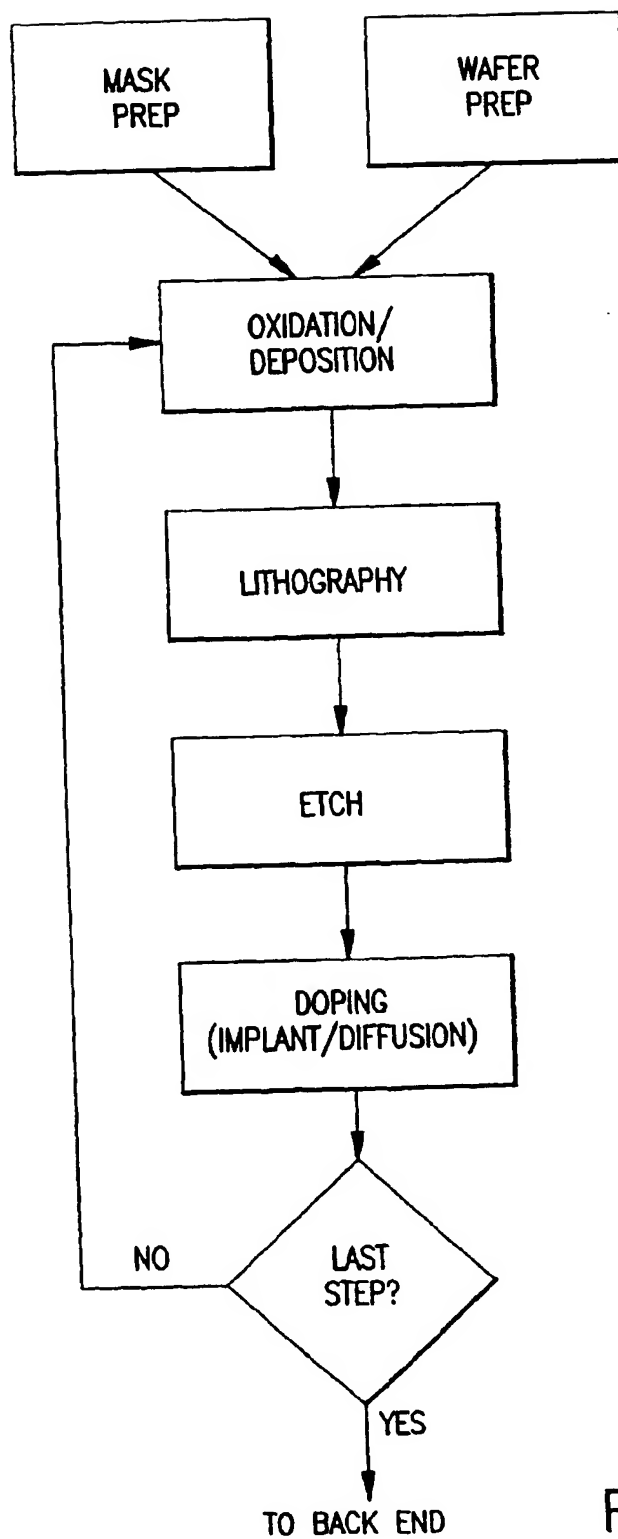 MASK
PREP
WAFER
PREP
OXIDATION/
DEPOSITION
LITHOGRAPHY
ETCH
DOPING
(IMPLANT/DIFFUSION)
LAST
STEP?
NO
YES
TO BACK END